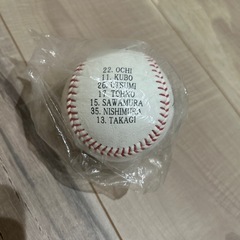 22. OCHI
11. KUBO
26. UTSUMI
17. TOHNO
15. SAWAMURA
35. NISHIMURA
13. TAKAGI